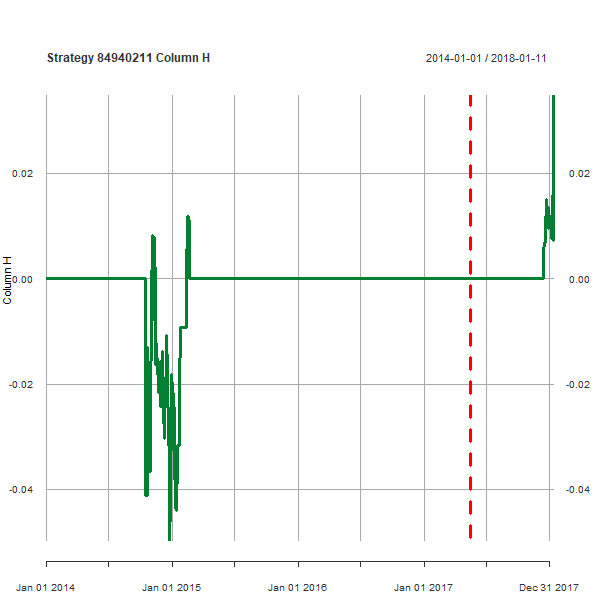 Strategy 84940211 Column H
2014-01-01 / 2018-01-11
0.02
0.02
0.00
0.00
Column H
-0.02
-0.02
-0.04
-0.04
Jan 01 2014
Jan 01 2015
Jan 01 2016
Jan 01 2017
Dec 31 2017